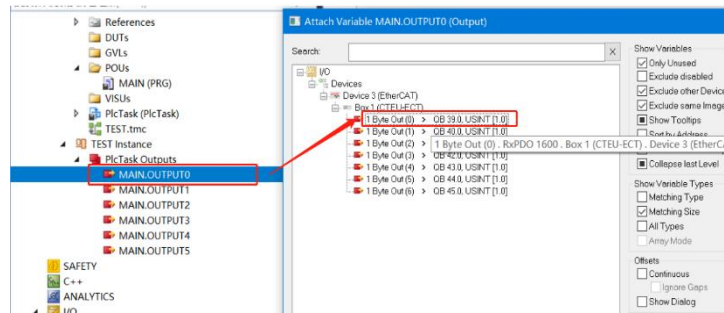 References
DUTs
GVLs
POUs
MAIN (PRG)
VISUs
PlcTask (PlcTask)
TEST.tmc
TEST Instance
PlcTask Outputs
MAIN.OUTPUT0
MAIN.OUTPUT1
MAIN.OUTPUT2
MAIN.OUTPUT3
MAIN.OUTPUT4
MAIN.OUTPUT5
SAFETY
C++
ANALYTICS
I/O
Attach Variable MAIN.OUTPUT0 (Output)
Search:
X
I/O
Devices
Device 3 (EtherCAT)
Box 1 (CTEU-ECT)
1 Byte Out (0) > QB 39.0, USINT [1.0]
1 Byte Out (1) > QB 40.0, USINT [1.0]
1 Byte Out (2) > 1 Byte Out (0) . RxPDO 1600 . Box 1 (CTEU-ECT) . Device 3 (EtherCA
1 Byte Out (3) > QB 42.0, USINT [1.0]
1 Byte Out (4) > QB 43.0, USINT [1.0]
1 Byte Out (5) > QB 44.0, USINT [1.0]
1 Byte Out (6) > QB 45.0, USINT [1.0]
Show Variables
Only Unused
Exclude disabled
Exclude other Device
Exclude same Image
Show Tooltips
Sort by Address
Collapse last Level
Show Variable Types
Matching Type
Matching Size
All Types
Array Mode
Offsets
Continuous
Ignore Gaps
Show Dialog